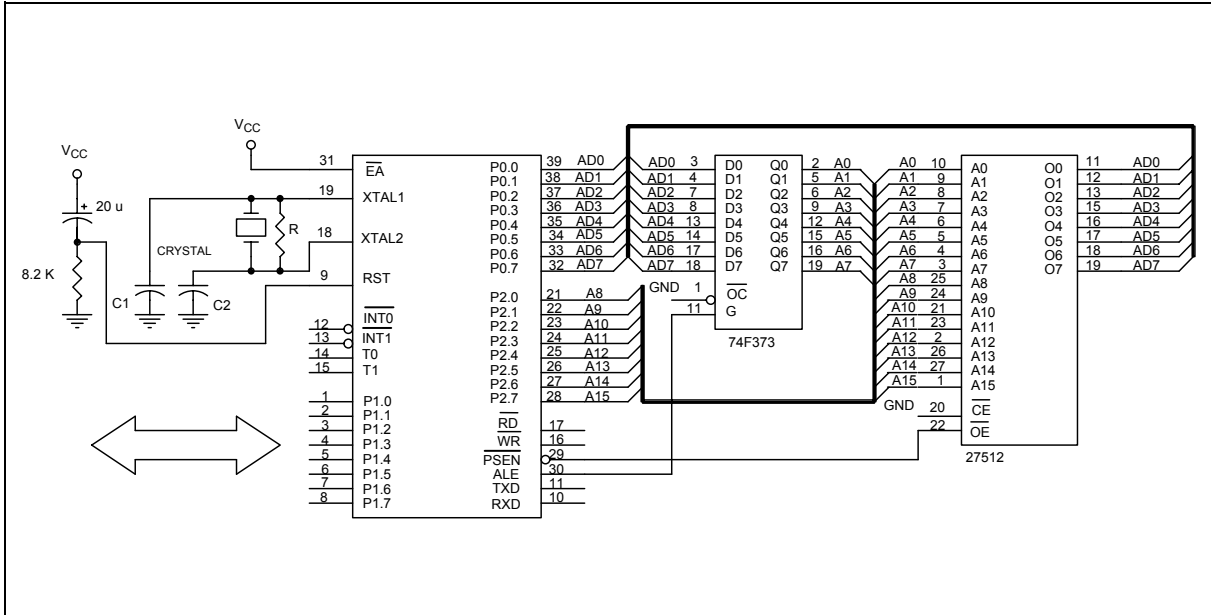 VCC
VCC
20 u
+
8.2 K
C1
C2
CRYSTAL
R
31
19
18
9
12
13
14
15
1
2
3
4
5
6
7
8
EA
XTAL1
XTAL2
RST
INT0
INT1
T0
T1
P1.0
P1.1
P1.2
P1.3
P1.4
P1.5
P1.6
P1.7
P0.0 39 AD0
P0.1 38 AD1
P0.2 37 AD2
P0.3 36 AD3
P0.4 35 AD4
P0.5 34 AD5
P0.6 33 AD6
P0.7 32 AD7
P2.0 21 A8
P2.1 22 A9
P2.2 23 A10
P2.3 24 A11
P2.4 25 A12
P2.5 26 A13
P2.6 27 A14
P2.7 28 A15
RD 17
WR 16
PSEN 29
ALE 30
TXD 11
RXD 10
AD0 3 D0 Q0 2 A0
AD1 4 D1 Q1 5 A1
AD2 7 D2 Q2 6 A2
AD3 8 D3 Q3 9 A3
AD4 13 D4 Q4 12 A4
AD5 14 D5 Q5 15 A5
AD6 17 D6 Q6 16 A6
AD7 18 D7 Q7 19 A7
GND 1 OC
11 G
74F373
A0 10 A0 O0 11 AD0
A1 9 A1 O1 12 AD1
A2 8 A2 O2 13 AD2
A3 7 A3 O3 15 AD3
A4 6 A4 O4 16 AD4
A5 5 A5 O5 17 AD5
A6 4 A6 O6 18 AD6
A7 3 A7 O7 19 AD7
A8 25 A8
A9 24 A9
A10 21 A10
A11 23 A11
A12 2 A12
A13 26 A13
A14 27 A14
A15 1 A15
GND 20 CE
22 OE
27512